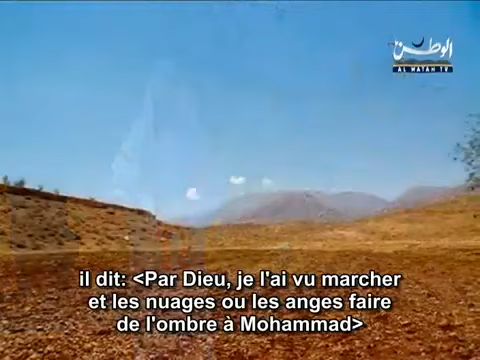 الوطن
AL WATAN TV
il dit: <Par Dieu, je l'ai vu marcher
et les nuages ou les anges faire
de l'ombre à Mohammad>